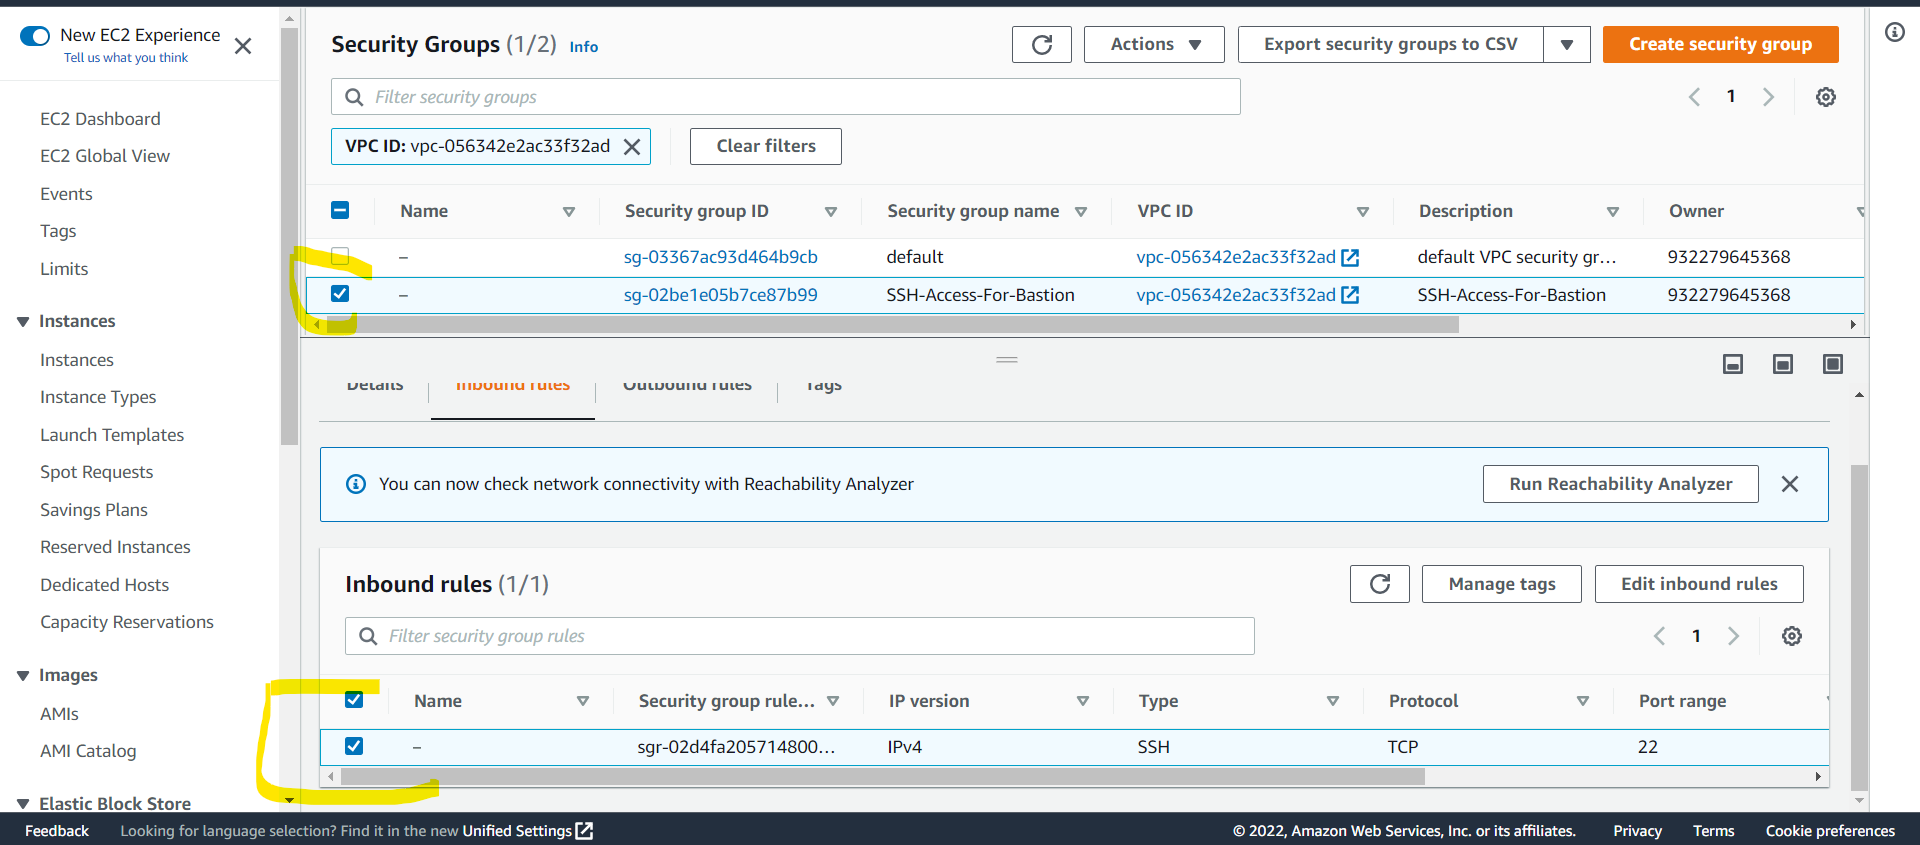 New EC2 Experience
Tell us what you think
EC2 Dashboard
EC2 Global View
Events
Tags
Limits
Instances
Instances
Instance Types
Launch Templates
Spot Requests
Savings Plans
Reserved Instances
Dedicated Hosts
Capacity Reservations
Images
AMIs
AMI Catalog
Elastic Block Store
Security Groups (1/2) Info
Actions
Export security groups to CSV
Create security group
Filter security groups
1
VPC ID: vpc-056342e2ac33f32ad
Clear filters
Name Security group ID Security group name VPC ID Description Owner
– sg-03367ac93d464b9cb default vpc-056342e2ac33f32ad default VPC security gr... 932279645368
– sg-02be1e05b7ce87b99 SSH-Access-For-Bastion vpc-056342e2ac33f32ad SSH-Access-For-Bastion 932279645368
Details Inbound rules Outbound rules Tags
You can now check network connectivity with Reachability Analyzer
Run Reachability Analyzer
Inbound rules (1/1)
Manage tags
Edit inbound rules
Filter security group rules
1
Name Security group rule... IP version Type Protocol Port range
– sgr-02d4fa205714800... IPv4 SSH TCP 22
Feedback Looking for language selection? Find it in the new Unified Settings © 2022, Amazon Web Services, Inc. or its affiliates. Privacy Terms Cookie preferences